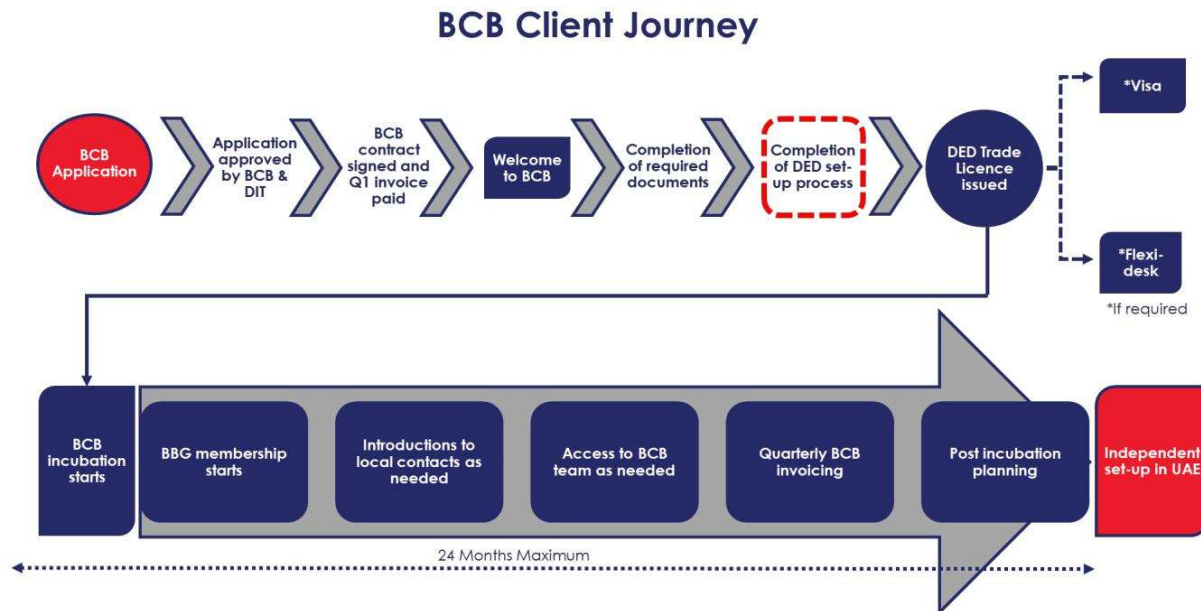 BCB Client Journey
BCB
Application
Application
approved
by BCB &
DIT
BCB
contract
signed and
Q1 invoice
paid
Welcome
to BCB
Completion
of required
documents
Completion
of DED set-
up process
DED Trade
Licence
issued
*Visa
*Flexi-
desk
*If required
BCB
incubation
starts
BBG membership
starts
Introductions to
local contacts as
needed
Access to BCB
team as needed
Quarterly BCB
invoicing
Post incubation
planning
Independent
set-up in UAE
24 Months Maximum